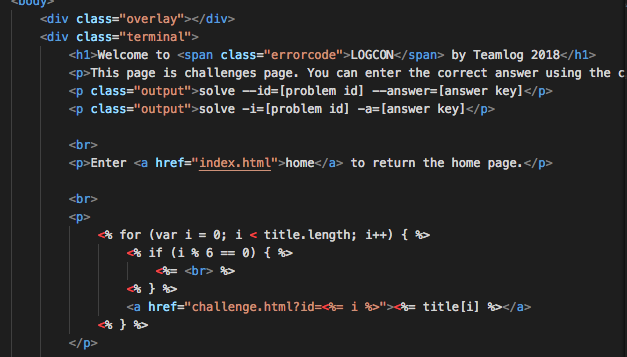 <body>
<div class="overlay"></div>
<div class="terminal">
<h1>Welcome to <span class="errorcode">LOGCON</span> by Teamlog 2018</h1>
<p>This page is challenges page. You can enter the correct answer using the c
<p class="output">solve --id=[problem id] --answer=[answer key]</p>
<p class="output">solve -i=[problem id] -a=[answer key]</p>
<br>
<p>Enter <a href="index.html">home</a> to return the home page.</p>
<br>
<p>
<% for (var i = 0; i < title.length; i++) { %>
<% if (i % 6 == 0) { %>
<%= <br> %>
<% } %>
<a href="challenge.html?id=<%= i %>"><%= title[i] %></a>
<% } %>
</p>